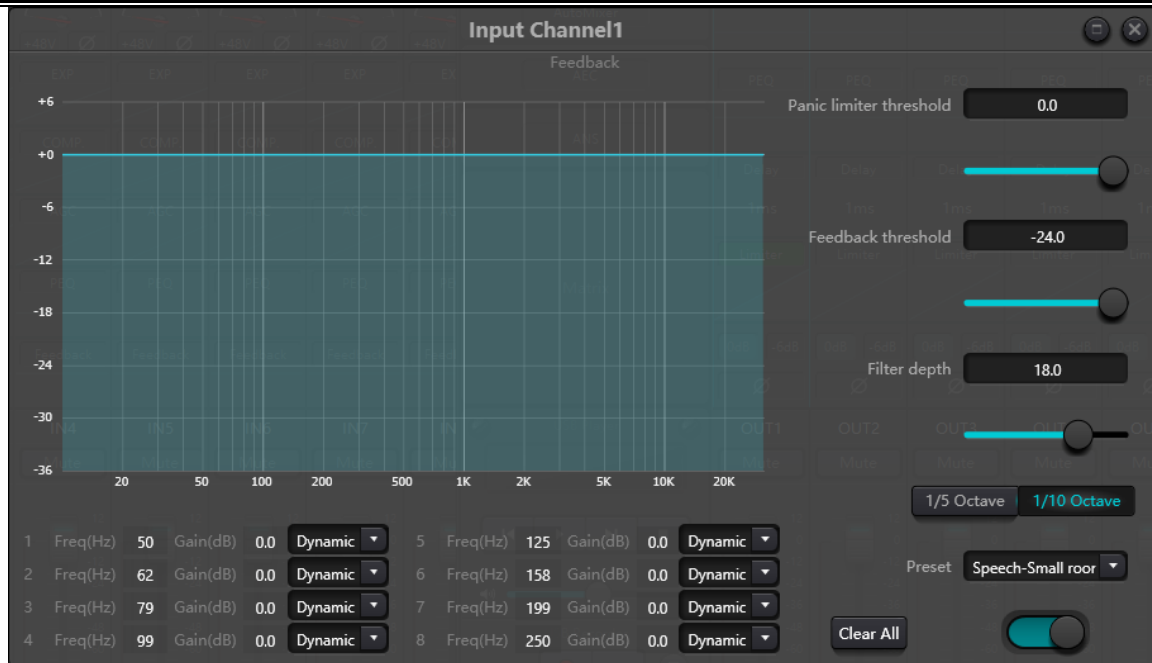 Input Channel1
Feedback
+6
+0
-6
-12
-18
-24
-30
-36
20 50 100 200 500 1K 2K 5K 10K 20K
Panic limiter threshold 0.0
Feedback threshold -24.0
Filter depth 18.0
1/5 Octave 1/10 Octave
Preset Speech-Small roor
Clear All
1 Freq(Hz) 50 Gain(dB) 0.0 Dynamic 5 Freq(Hz) 125 Gain(dB) 0.0 Dynamic
2 Freq(Hz) 62 Gain(dB) 0.0 Dynamic 6 Freq(Hz) 158 Gain(dB) 0.0 Dynamic
3 Freq(Hz) 79 Gain(dB) 0.0 Dynamic 7 Freq(Hz) 199 Gain(dB) 0.0 Dynamic
4 Freq(Hz) 99 Gain(dB) 0.0 Dynamic 8 Freq(Hz) 250 Gain(dB) 0.0 Dynamic